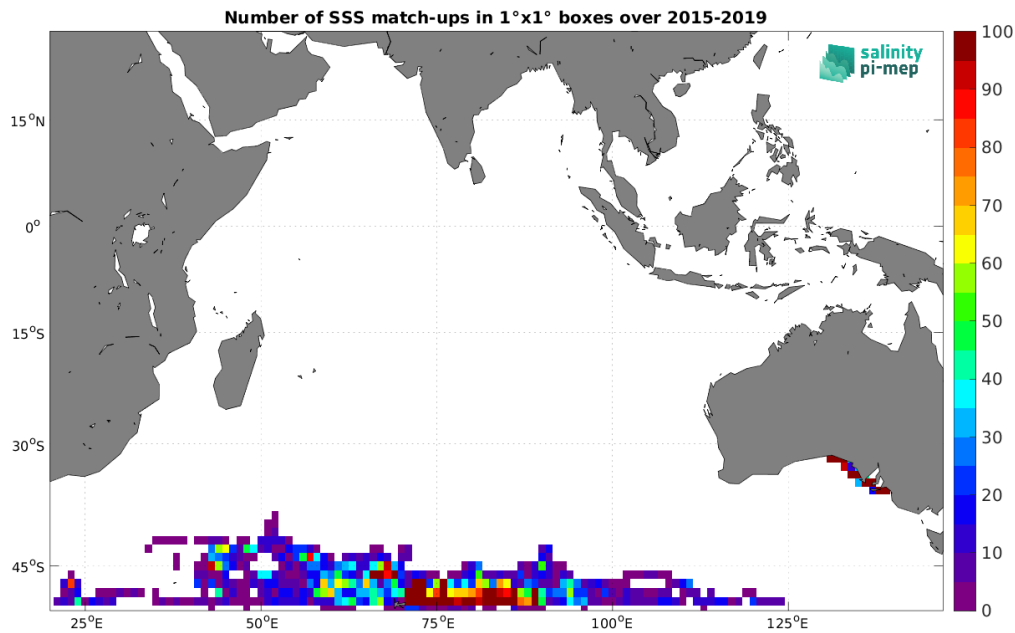 Number of SSS match-ups in 1°x1° boxes over 2015-2019
salinity
pi-mep
100
90
80
70
60
50
40
30
20
10
0
15°N
0°
15°S
30°S
45°S
25°E
50°E
75°E
100°E
125°E